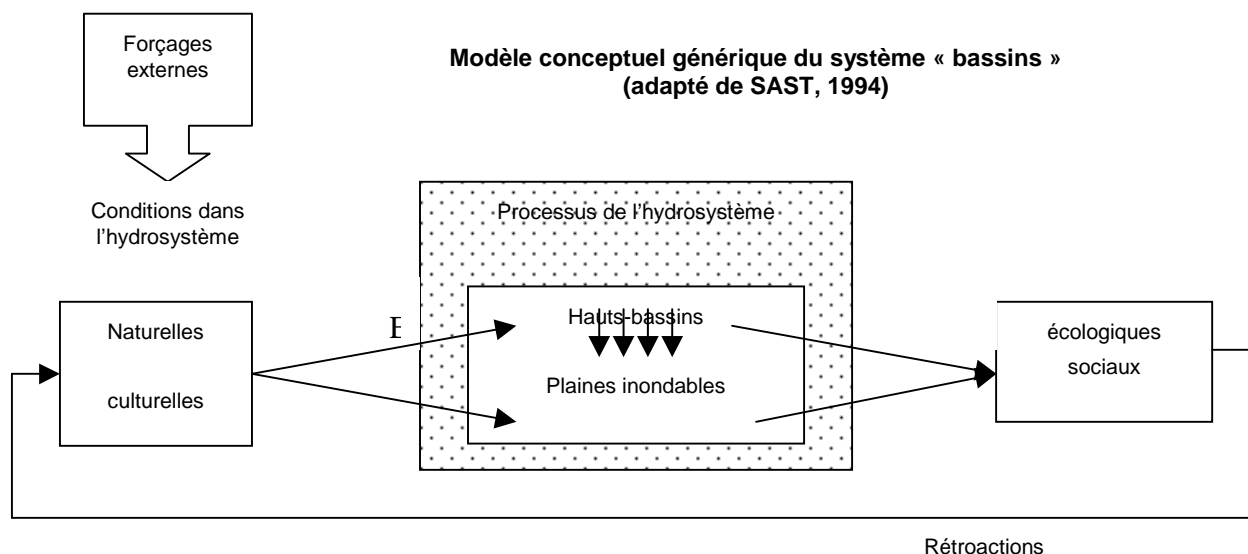 Forçages
externes
Modèle conceptuel générique du système « bassins »
(adapté de SAST, 1994)
Conditions dans
l'hydrosystème
Processus de l'hydrosystème
Naturelles
culturelles
E
Hauts-bassins
Plaines inondables
écologiques
sociaux
Rétroactions